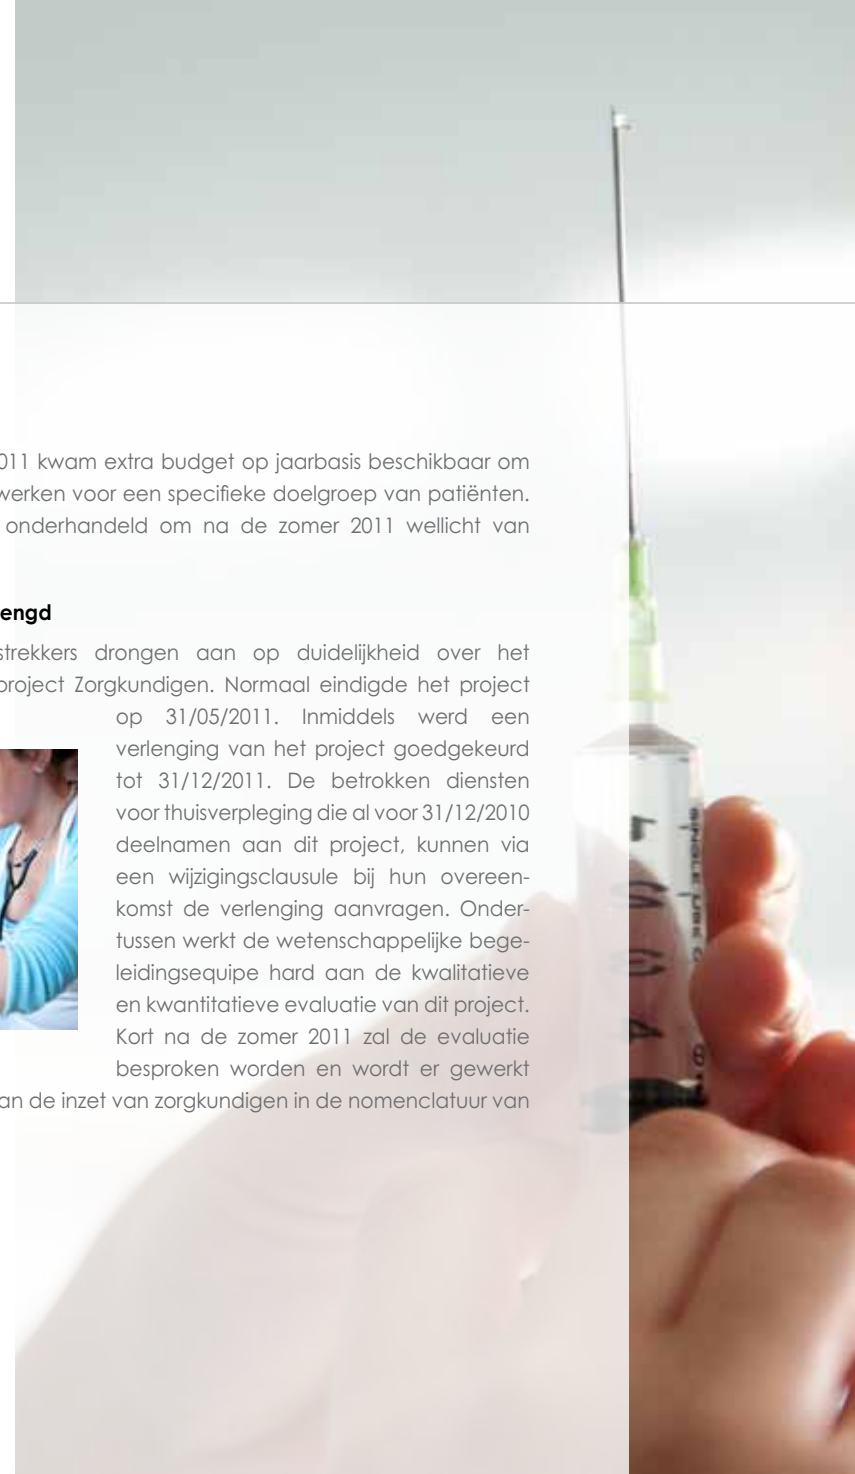 011 kwam extra budget op jaarbasis beschikbaar om
werken voor een specifieke doelgroep van patiënten.
onderhandeld om na de zomer 2011 wellicht van
engd
strekkers drongen aan op duidelijkheid over het
project Zorgkundigen. Normaal eindigde het project
op 31/05/2011. Inmiddels werd een
verlenging van het project goedgekeurd
tot 31/12/2011. De betrokken diensten
voor thuisverpleging die al voor 31/12/2010
deelnamen aan dit project, kunnen via
een wijzigingsclausule bij hun overeen-
komst de verlenging aanvragen. Onder-
tussen werkt de wetenschappelijke bege-
leidingsequipe hard aan de kwalitatieve
en kwantitatieve evaluatie van dit project.
Kort na de zomer 2011 zal de evaluatie
besproken worden en wordt er gewerkt
an de inzet van zorgkundigen in de nomenclatuur van
SINGLE USE